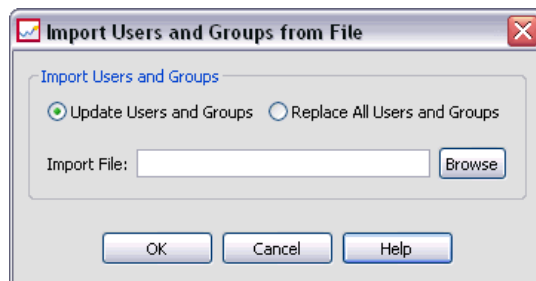 Import Users and Groups from File
Import Users and Groups
Update Users and Groups Replace All Users and Groups
Import File: Browse
OK Cancel Help